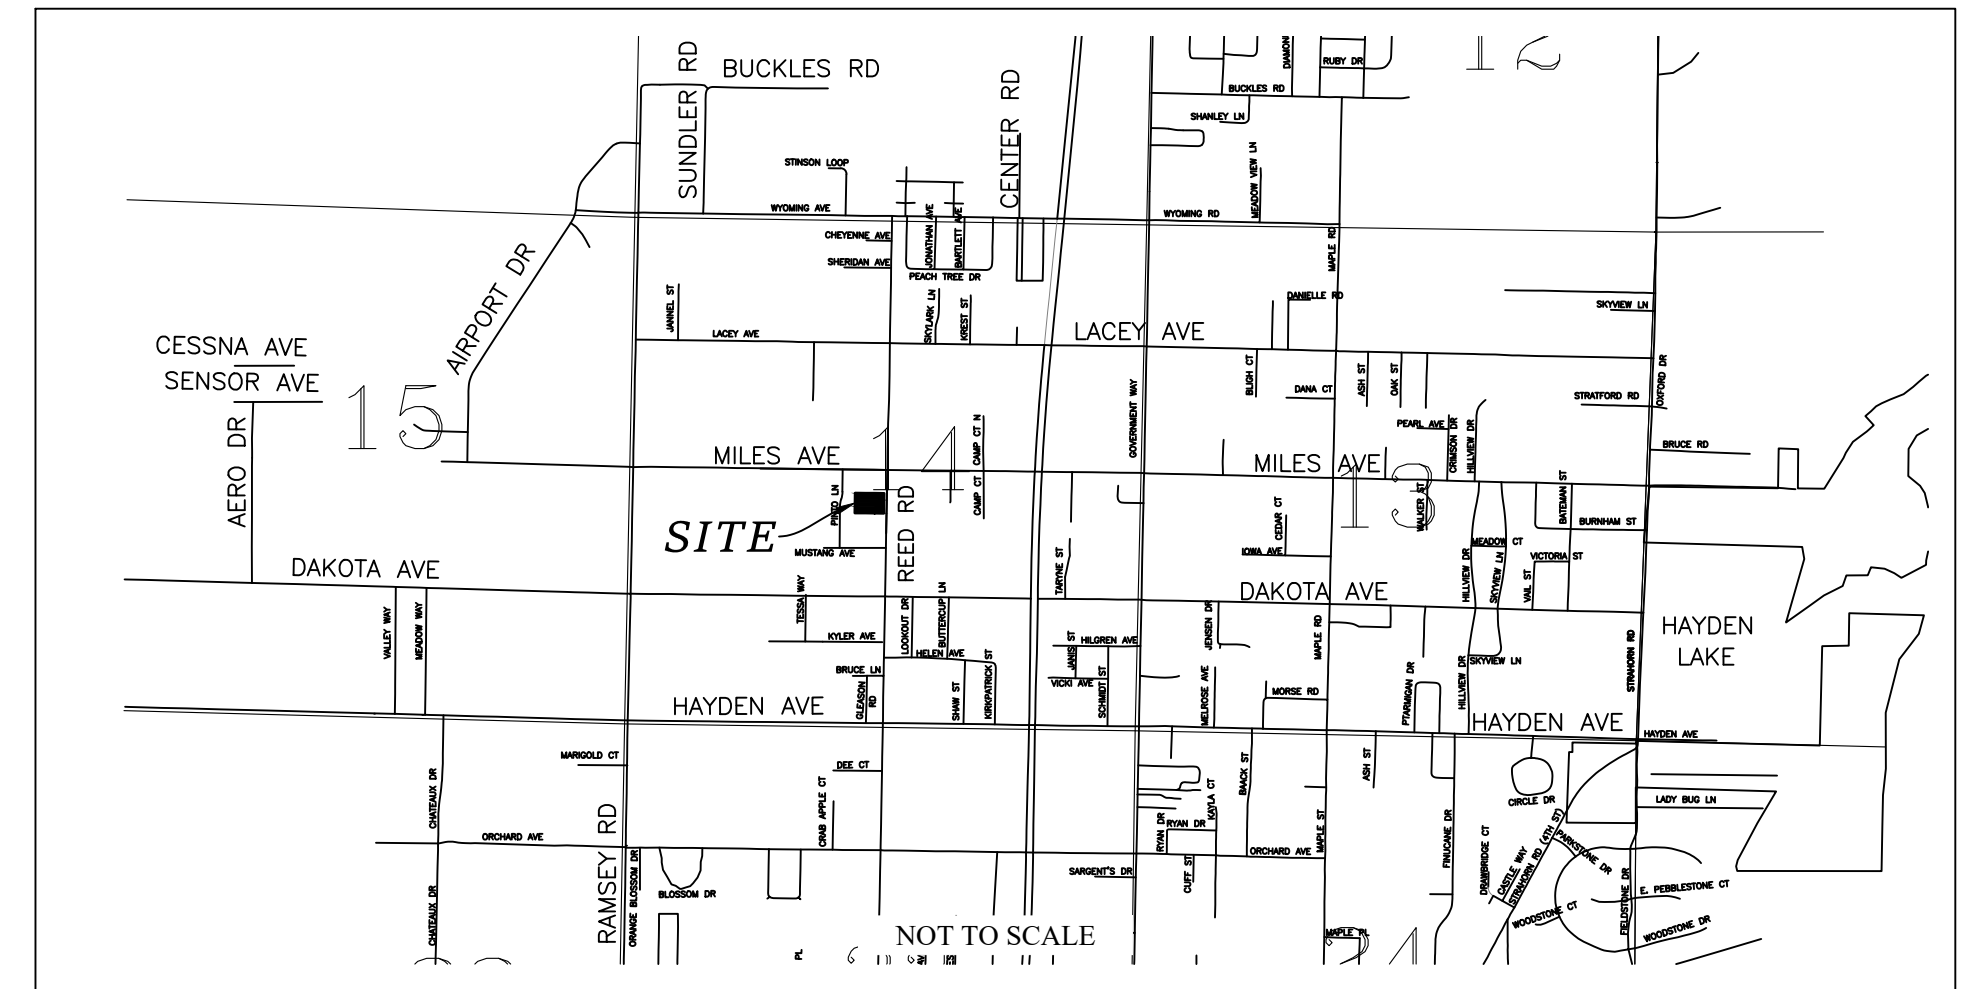 BUCKLES RD
SUNDLER RD
CENTER RD
DIAMON
RUBY DR
12
BUCKLES RD
SHANLEY LN
STINSON LOOP
MEADOW VIEW LN
WYOMING AVE
WYOMING RD
JONATHAN AVE
BARTLETT AVE
CHEYENNE AVE
SHERIDAN AVE
PEACH TREE DR
MAPLE RD
AIRPORT DR
JANNEL ST
SKYLARK LN
KREST ST
DANIELLE RD
SKYVIEW LN
LACEY AVE
LACEY AVE
CESSNA AVE
SENSOR AVE
15
BLIGH CT
ASH ST
OAK ST
DANA CT
OXFORD DR
STRATFORD RD
GOVERNMENT WAY
AERO DR
CAMP CT N
PEARL AVE
CRIMSON DR
HILLVIEW DR
BRUCE RD
MILES AVE
14
MILES AVE
13
PINTO LN
CAMP CT
REED RD
SITE
CEDAR CT
WALKER ST
BATEMAN ST
BURNHAM ST
MUSTANG AVE
IOWA AVE
MEADOW CT
VICTORIA ST
DAKOTA AVE
TARYNE ST
HILLVIEW DR
SKYVIEW LN
VAIL ST
DAKOTA AVE
VALLEY WAY
MEADOW WAY
TESSA WAY
LOOKOUT DR
BUTTERCUP LN
KYLER AVE
HELEN AVE
JANIS ST
HILGREN AVE
JENSEN DR
MAPLE RD
HAYDEN
LAKE
STRAHORN RD
BRUCE LN
GLEASON
RD
SHAW ST
KIRKPATRICK ST
VICKI AVE
SCHMIDT ST
MELROSE AVE
MORSE RD
PTARMIGAN DR
HILLVIEW DR
SKYVIEW LN
HAYDEN AVE
HAYDEN AVE
HAYDEN AVE
MARIGOLD CT
DEE CT
CHATEAUX DR
CRAB APPLE CT
BAACK ST
ASH ST
KAYLA CT
CIRCLE DR
LADY BUG LN
RAMSEY RD
ORCHARD AVE
RYAN DR
RYAN DR
MAPLE ST
FINUCANE DR
ORCHARD AVE
DRAWBRIDGE CT
CASTLE WAY
STRAHORN RD (4TH ST)
PARKSTONE DR
CHATEAUX DR
ORANGE BLOSSOM DR
BLOSSOM DR
SARGENT'S DR
CUFF ST
E. PEBBLESTONE CT
FIELDSTONE DR
WOODSTONE CT
WOODSTONE DR
NOT TO SCALE
MAPLE PL
PL